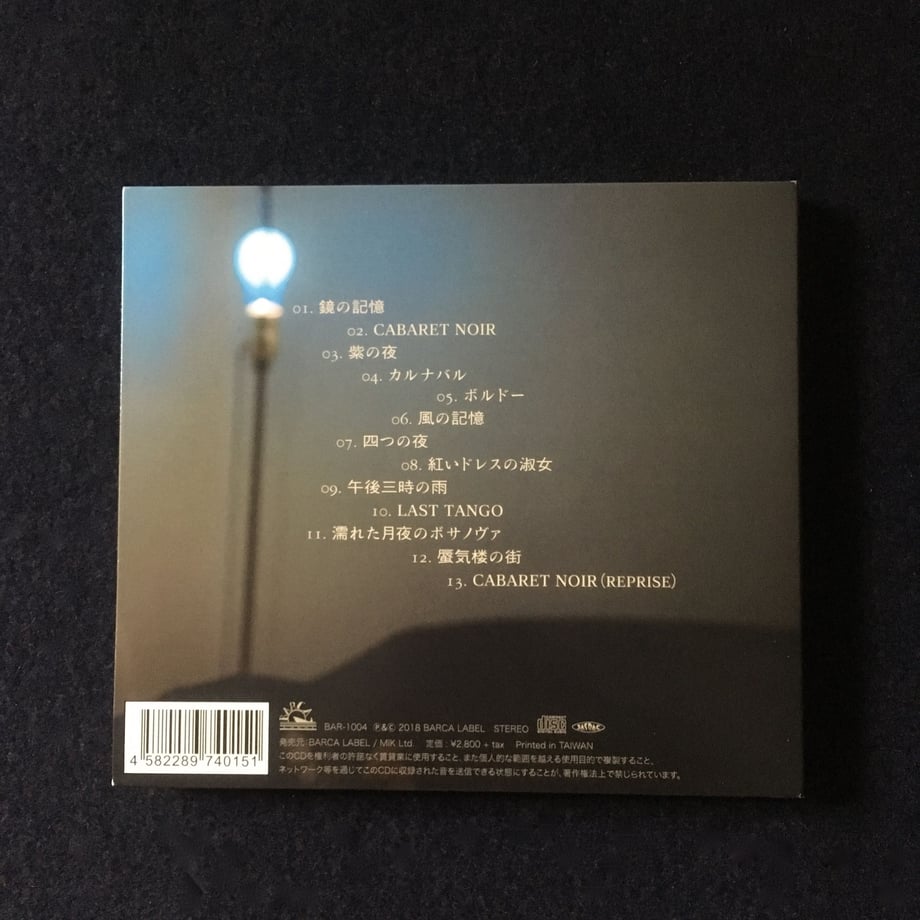 01. 鏡の記憶
02. CABARET NOIR
03. 紫の夜
04. カルナバル
05. ボルドー
06. 風の記憶
07. 四つの夜
08. 紅いドレスの淑女
09. 午後三時の雨
10. LAST TANGO
11. 濡れた月夜のボサノヴァ
12. 蜃気楼の街
13. CABARET NOIR (REPRISE)
BAR-1004 ℗&© 2018 BARCA LABEL STEREO
発売元:BARCA LABEL / MIK Ltd. 定価:¥2,800 + tax Printed in TAIWAN
このCDを権利者の許諾なく賃貸業に使用すること、また個人的な範囲を越える使用目的で複製すること、
ネットワーク等を通じてこのCDに収録された音を送信できる状態にすることが、著作権法上で禁じられています。
4 582289 740151